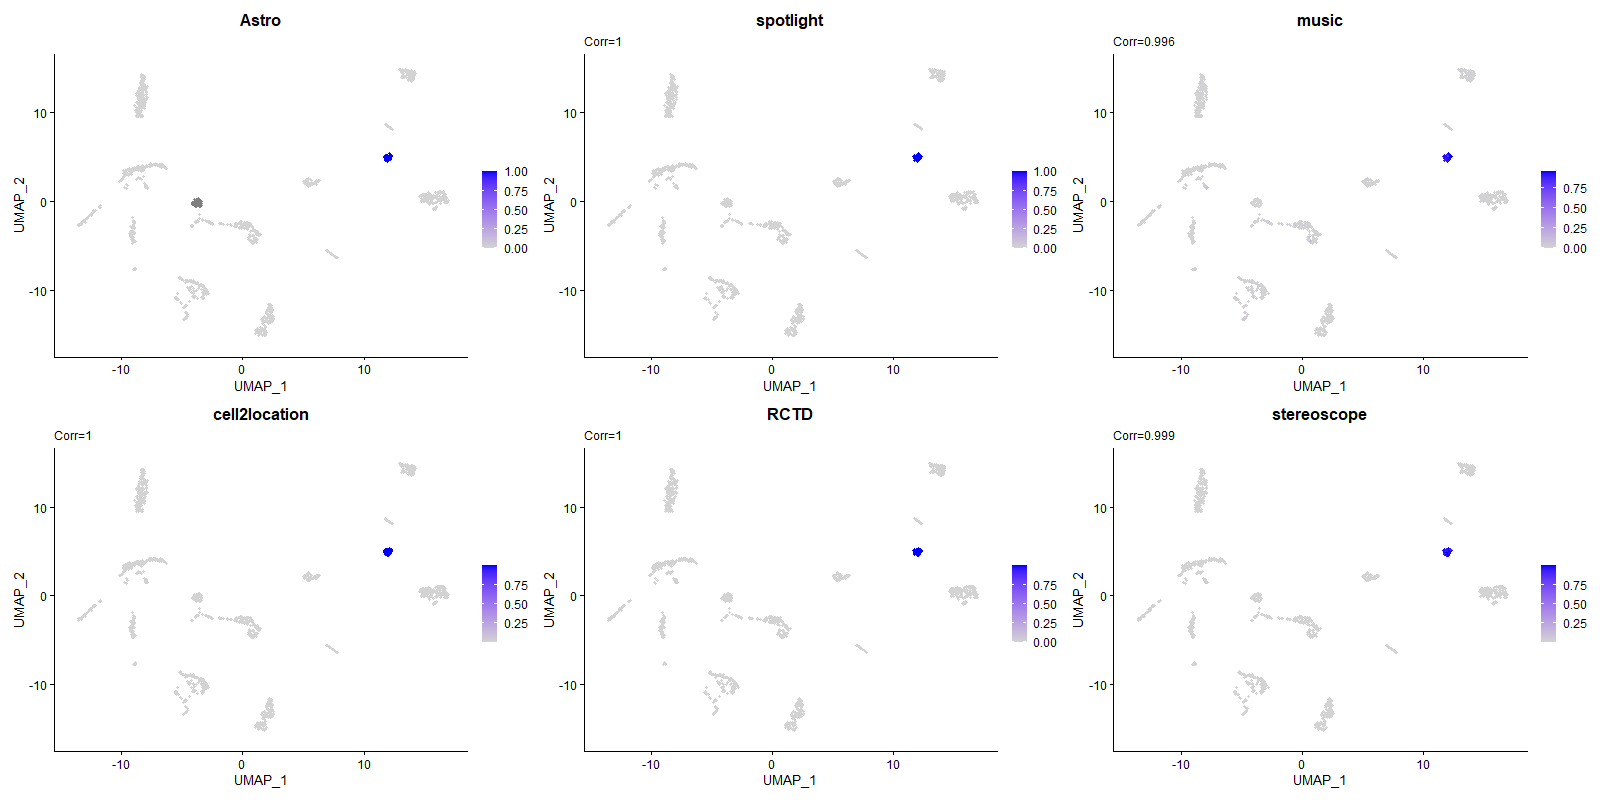 Astro
UMAP_2
10
0
-10
-10
0
10
UMAP_1
1.00
0.75
0.50
0.25
0.00
spotlight
Corr=1
UMAP_2
10
0
-10
-10
0
10
UMAP_1
1.00
0.75
0.50
0.25
0.00
music
Corr=0.996
UMAP_2
10
0
-10
-10
0
10
UMAP_1
0.75
0.50
0.25
0.00
cell2location
Corr=1
UMAP_2
10
0
-10
-10
0
10
UMAP_1
0.75
0.50
0.25
RCTD
Corr=1
UMAP_2
10
0
-10
-10
0
10
UMAP_1
0.75
0.50
0.25
0.00
stereoscope
Corr=0.999
UMAP_2
10
0
-10
-10
0
10
UMAP_1
0.75
0.50
0.25